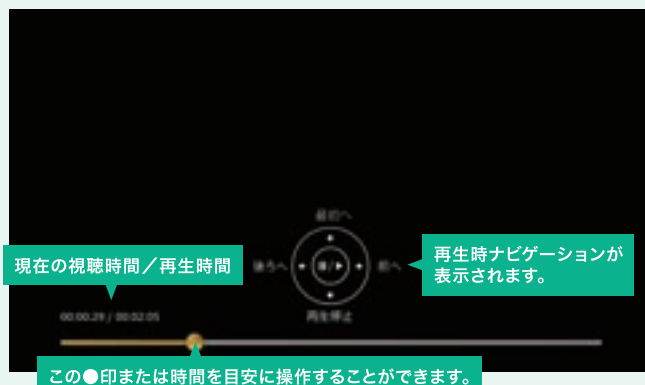 最前へ
後ろへ
前へ
再生時ナビゲーションが
表示されます。
現在の視聴時間／再生時間
00:00:29 / 00:02:05
再生停止
この●印または時間を目安に操作することができます。